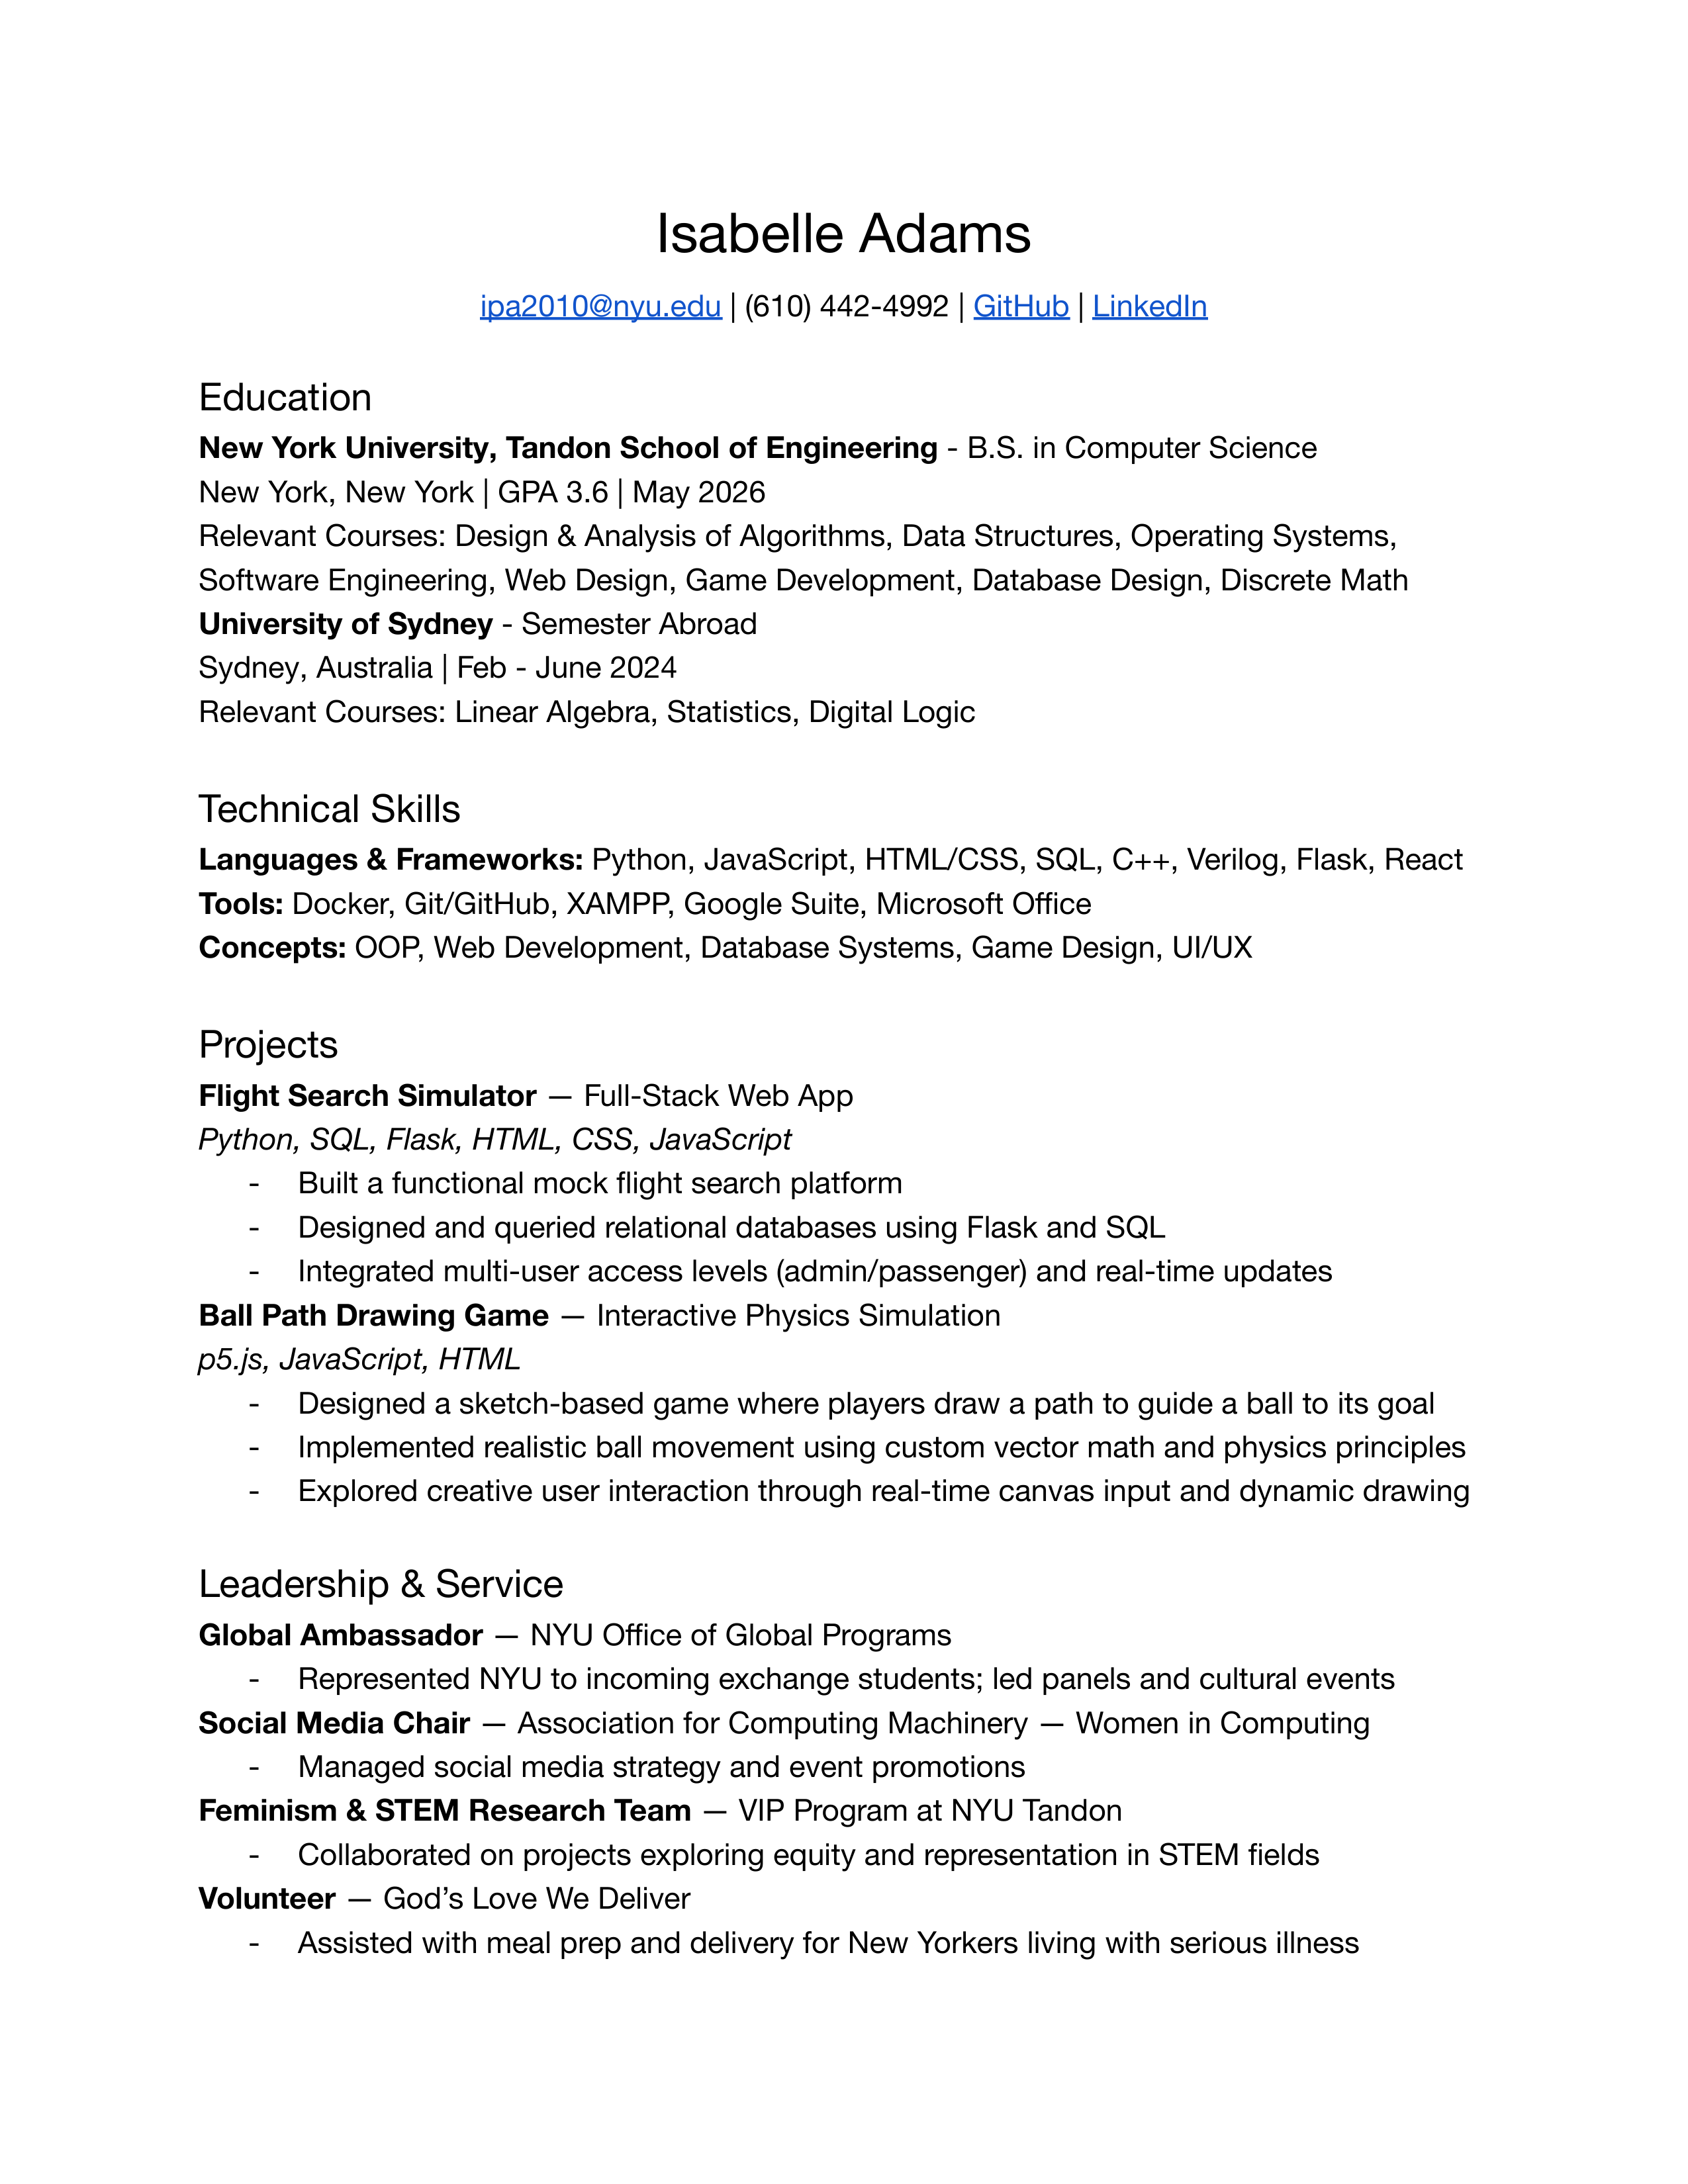 Isabelle Adams
ipa2010@nyu.edu | (610) 442-4992 | GitHub | LinkedIn
Education
New York University, Tandon School of Engineering - B.S. in Computer Science
New York, New York | GPA 3.6 | May 2026
Relevant Courses: Design & Analysis of Algorithms, Data Structures, Operating Systems,
Software Engineering, Web Design, Game Development, Database Design, Discrete Math
University of Sydney - Semester Abroad
Sydney, Australia | Feb - June 2024
Relevant Courses: Linear Algebra, Statistics, Digital Logic
Technical Skills
Languages & Frameworks: Python, JavaScript, HTML/CSS, SQL, C++, Verilog, Flask, React
Tools: Docker, Git/GitHub, XAMPP, Google Suite, Microsoft Office
Concepts: OOP, Web Development, Database Systems, Game Design, UI/UX
Projects
Flight Search Simulator — Full-Stack Web App
Python, SQL, Flask, HTML, CSS, JavaScript
- Built a functional mock flight search platform
- Designed and queried relational databases using Flask and SQL
- Integrated multi-user access levels (admin/passenger) and real-time updates
Ball Path Drawing Game — Interactive Physics Simulation
p5.js, JavaScript, HTML
- Designed a sketch-based game where players draw a path to guide a ball to its goal
- Implemented realistic ball movement using custom vector math and physics principles
- Explored creative user interaction through real-time canvas input and dynamic drawing
Leadership & Service
Global Ambassador — NYU Office of Global Programs
- Represented NYU to incoming exchange students; led panels and cultural events
Social Media Chair — Association for Computing Machinery — Women in Computing
- Managed social media strategy and event promotions
Feminism & STEM Research Team — VIP Program at NYU Tandon
- Collaborated on projects exploring equity and representation in STEM fields
Volunteer — God’s Love We Deliver
- Assisted with meal prep and delivery for New Yorkers living with serious illness